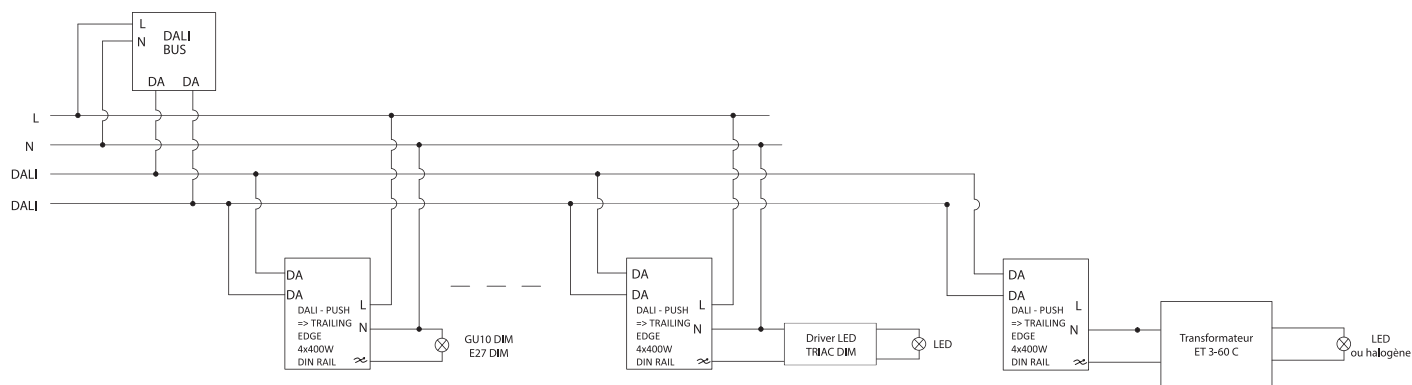 L
N
DALI
BUS
DA DA
L
N
DALI
DALI
DA
DA
L
DALI - PUSH
=> TRAILING
EDGE
4x400W
DIN RAIL
N
GU10 DIM
E27 DIM
DA
DA
L
DALI - PUSH
=> TRAILING
EDGE
4x400W
DIN RAIL
N
Driver LED
TRIAC DIM
LED
DA
DA
L
DALI - PUSH
=> TRAILING
EDGE
4x400W
DIN RAIL
N
Transformateur
ET 3-60 C
LED
ou halogène